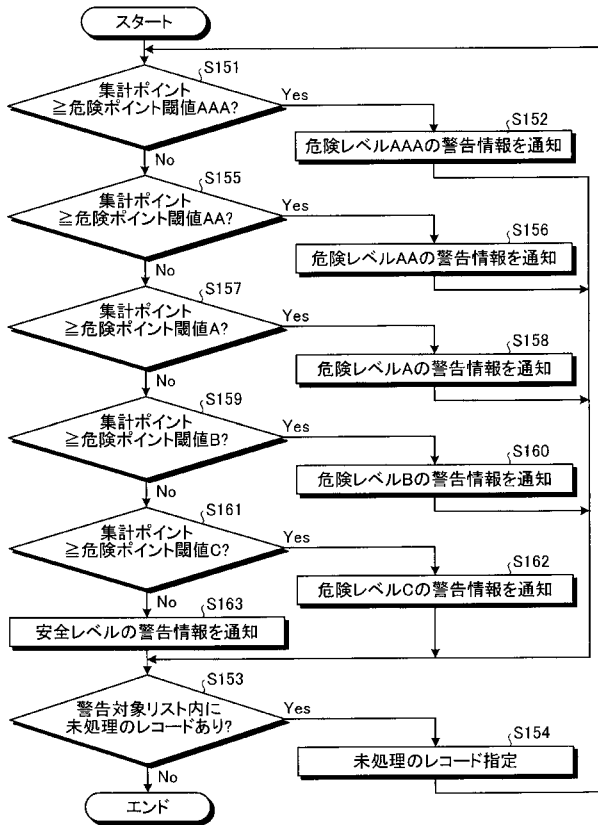 スタート
S151
集計ポイント
≧危険ポイント閾値AAA?
Yes
No
S152
危険レベルAAAの警告情報を通知
S155
集計ポイント
≧危険ポイント閾値AA?
Yes
No
S156
危険レベルAAの警告情報を通知
S157
集計ポイント
≧危険ポイント閾値A?
Yes
No
S158
危険レベルAの警告情報を通知
S159
集計ポイント
≧危険ポイント閾値B?
Yes
No
S160
危険レベルBの警告情報を通知
S161
集計ポイント
≧危険ポイント閾値C?
Yes
No
S162
危険レベルCの警告情報を通知
S163
安全レベルの警告情報を通知
S153
警告対象リスト内に
未処理のレコードあり?
Yes
No
S154
未処理のレコード指定
エンド